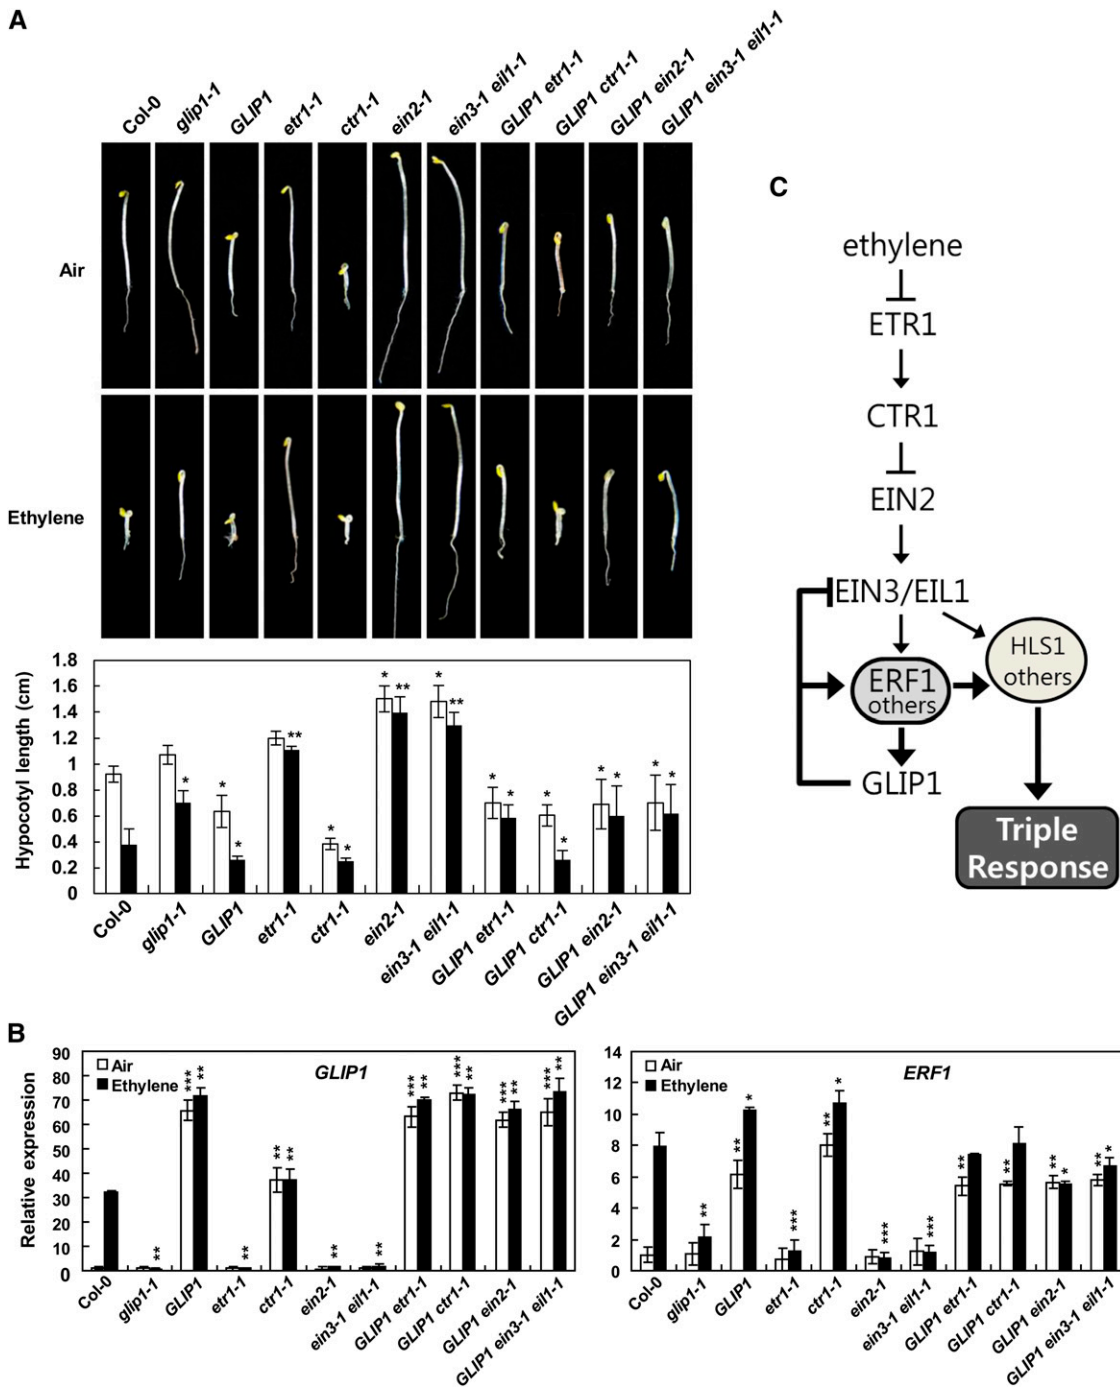 A
Col-0
glip1-1
GLIP1
etr1-1
ctr1-1
ein2-1
ein3-1 eil1-1
GLIP1 etr1-1
GLIP1 ctr1-1
GLIP1 ein2-1
GLIP1 ein3-1 eil1-1
Air
Ethylene
Hypocotyl length (cm)
1.8
1.6
1.4
1.2
1
0.8
0.6
0.4
0.2
0
* * * ** * * * ** * ** * * * * * * * *
Col-0
glip1-1
GLIP1
etr1-1
ctr1-1
ein2-1
ein3-1 eil1-1
GLIP1 etr1-1
GLIP1 ctr1-1
GLIP1 ein2-1
GLIP1 ein3-1 eil1-1
C
ethylene
ETR1
CTR1
EIN2
EIN3/EIL1
HLS1
others
ERF1
others
GLIP1
Triple
Response
B
Relative expression
90
80
70
60
50
40
30
20
10
0
Air
Ethylene
GLIP1
** *** ** ** ** ** ** ** *** ** *** ** *** ** *** **
Col-0
glip1-1
GLIP1
etr1-1
ctr1-1
ein2-1
ein3-1 eil1-1
GLIP1 etr1-1
GLIP1 ctr1-1
GLIP1 ein2-1
GLIP1 ein3-1 eil1-1
14
12
10
8
6
4
2
0
Air
Ethylene
ERF1
** ** * *** ** * *** *** ** ** ** * ** *
Col-0
glip1-1
GLIP1
etr1-1
ctr1-1
ein2-1
ein3-1 eil1-1
GLIP1 etr1-1
GLIP1 ctr1-1
GLIP1 ein2-1
GLIP1 ein3-1 eil1-1